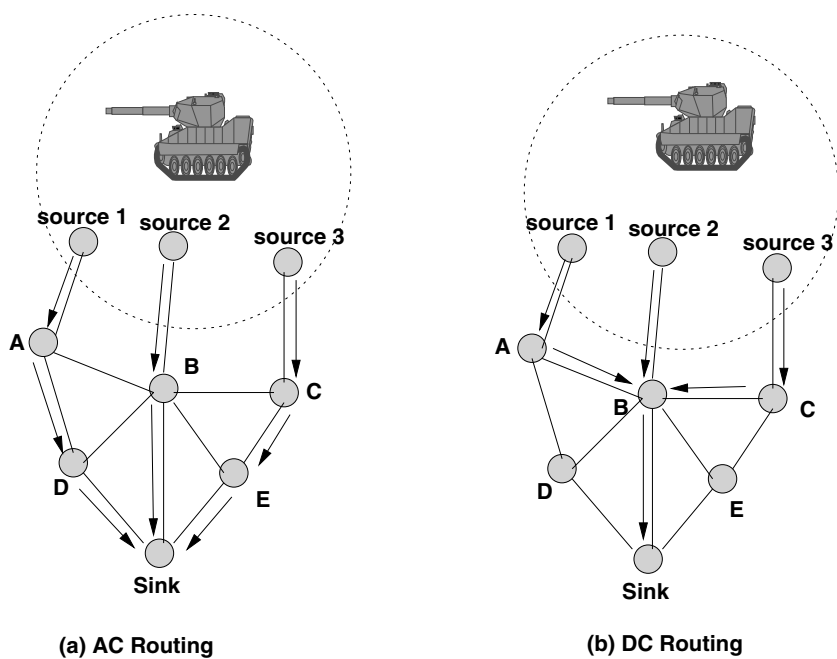 source 1
source 2
source 3
A
B
C
D
E
Sink
(a) AC Routing
source 1
source 2
source 3
A
B
C
D
E
Sink
(b) DC Routing